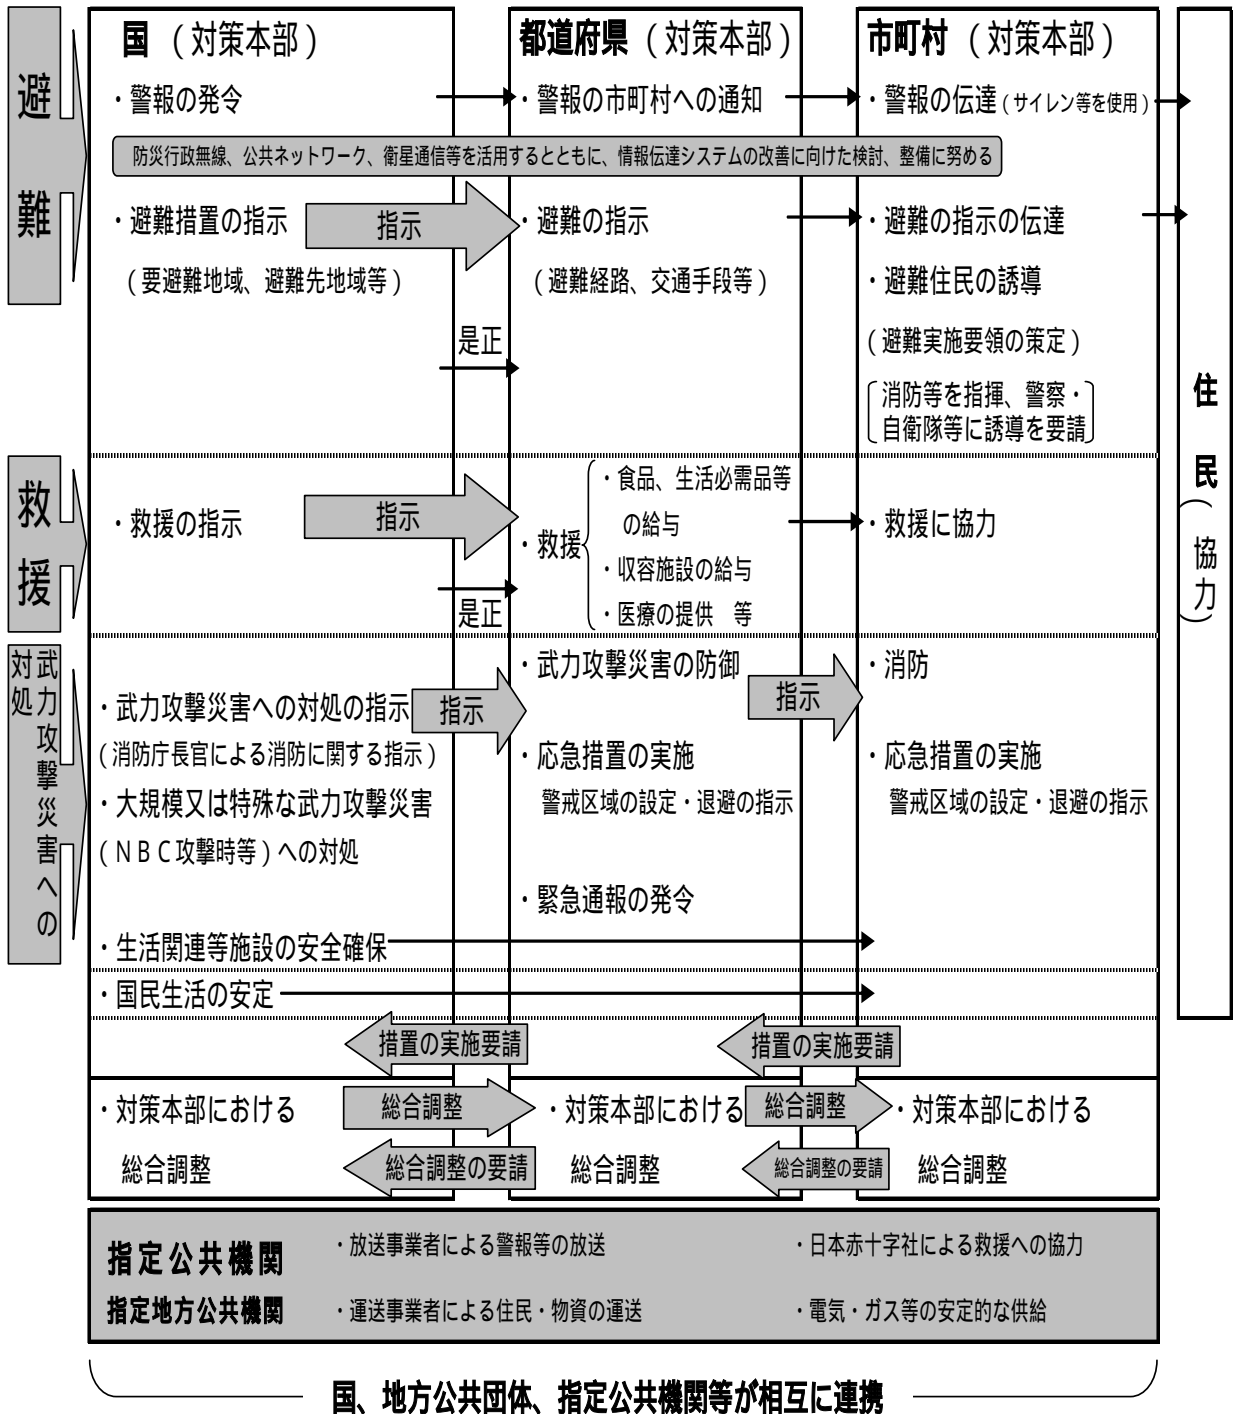 避難
国 （対策本部）
都道府県 （対策本部）
市町村 （対策本部）
・警報の発令
・警報の市町村への通知
・警報の伝達（サイレン等を使用）
防災行政無線、公共ネットワーク、衛星通信等を活用するとともに、情報伝達システムの改善に向けた検討、整備に努める
・避難措置の指示
指示
・避難の指示
・避難の指示の伝達
（要避難地域、避難先地域等）
（避難経路、交通手段等）
・避難住民の誘導
是正
（避難実施要領の策定）
消防等を指揮、警察・
自衛隊等に誘導を要請
住民（協力）
救援
・救援の指示
指示
・救援
・食品、生活必需品等
の給与
・収容施設の給与
・医療の提供　等
・救援に協力
是正
武力攻撃災害への
対処
・武力攻撃災害への対処の指示
（消防庁長官による消防に関する指示）
指示
・武力攻撃災害の防御
指示
・消防
・大規模又は特殊な武力攻撃災害
（ＮＢＣ攻撃時等）への対処
・応急措置の実施
警戒区域の設定・退避の指示
・応急措置の実施
警戒区域の設定・退避の指示
・緊急通報の発令
・生活関連等施設の安全確保
・国民生活の安定
措置の実施要請
措置の実施要請
・対策本部における
総合調整
総合調整
総合調整の要請
・対策本部における
総合調整
総合調整
総合調整の要請
・対策本部における
総合調整
指定公共機関
指定地方公共機関
・放送事業者による警報等の放送
・日本赤十字社による救援への協力
・運送事業者による住民・物資の運送
・電気・ガス等の安定的な供給
国、地方公共団体、指定公共機関等が相互に連携